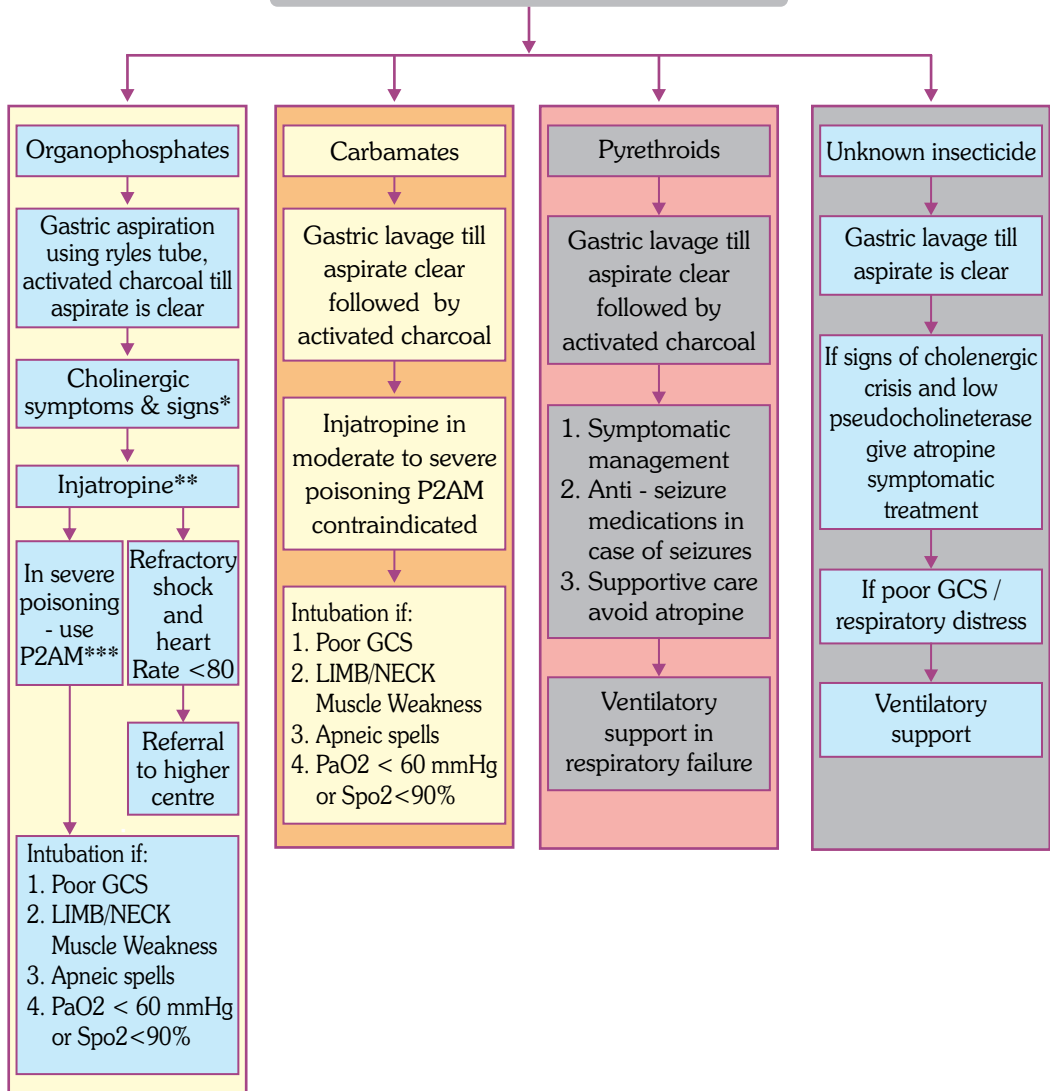 Organophosphates
Gastric aspiration
using ryles tube,
activated charcoal till
aspirate is clear
Cholinergic
symptoms & signs*
Injatropine**
In severe
poisoning
- use
P2AM***
Refractory
shock
and
heart
Rate <80
Referral
to higher
centre
Intubation if:
1. Poor GCS
2. LIMB/NECK
Muscle Weakness
3. Apneic spells
4. PaO2 < 60 mmHg
or Spo2<90%
Carbamates
Gastric lavage till
aspirate clear
followed by
activated charcoal
Injatropine in
moderate to severe
poisoning P2AM
contraindicated
Intubation if:
1. Poor GCS
2. LIMB/NECK
Muscle Weakness
3. Apneic spells
4. PaO2 < 60 mmHg
or Spo2<90%
Pyrethroids
Gastric lavage till
aspirate clear
followed by
activated charcoal
1. Symptomatic
management
2. Anti - seizure
medications in
case of seizures
3. Supportive care
avoid atropine
Ventilatory
support in
respiratory failure
Unknown insecticide
Gastric lavage till
aspirate is clear
If signs of cholenergic
crisis and low
pseudocholineterase
give atropine
symptomatic
treatment
If poor GCS /
respiratory distress
Ventilatory
support